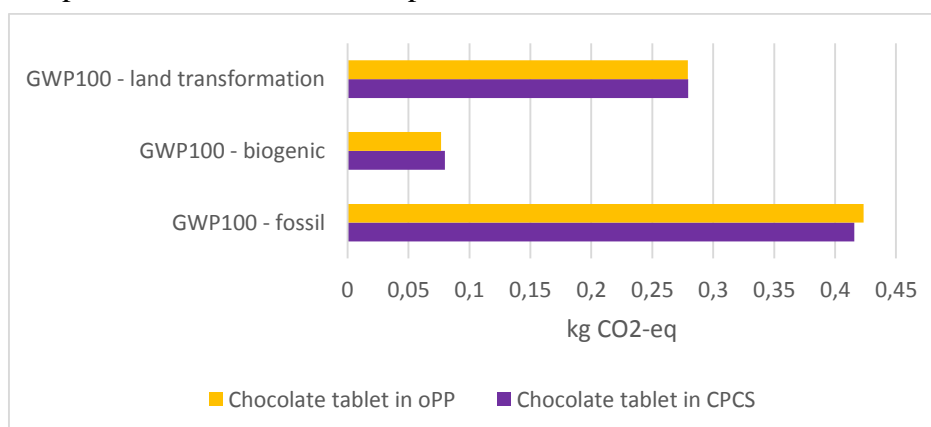 GWP100 - land transformation
GWP100 - biogenic
GWP100 - fossil
0 0,05 0,1 0,15 0,2 0,25 0,3 0,35 0,4 0,45
kg CO2-eq
Chocolate tablet in oPP Chocolate tablet in CPCS